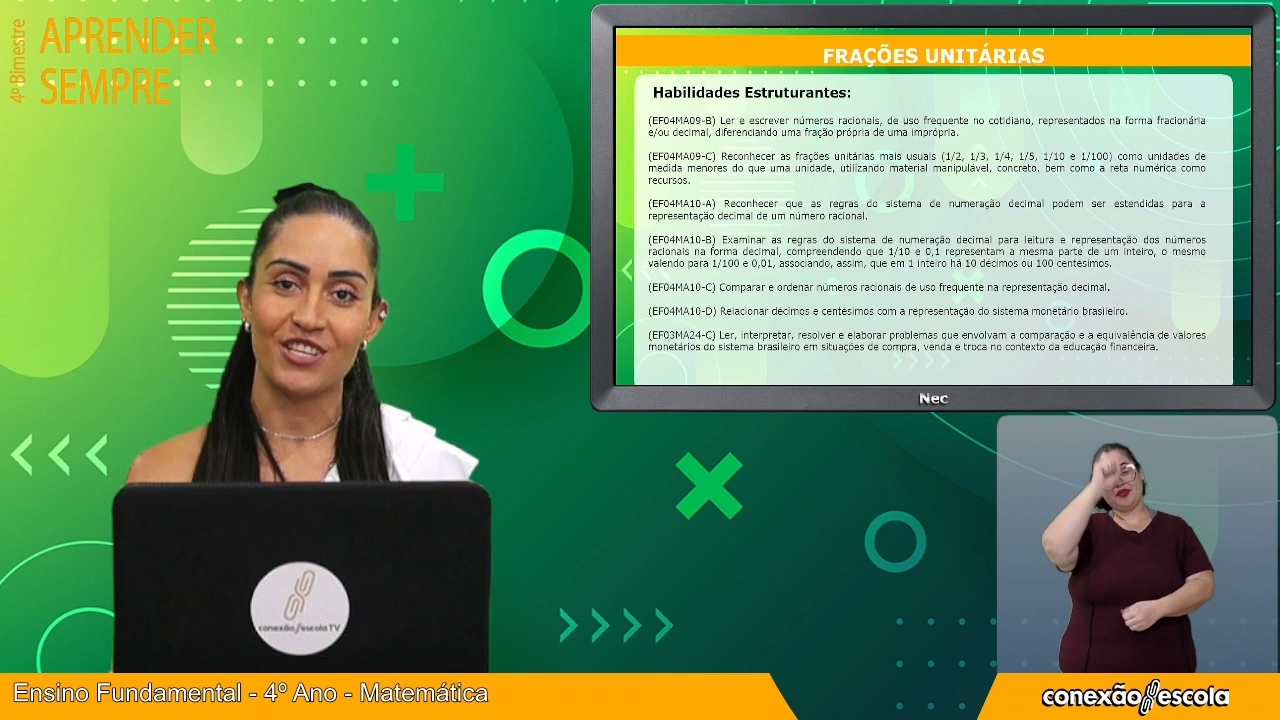 4º Bimestre
APRENDER
SEMPRE
FRAÇÕES UNITÁRIAS
Habilidades Estruturantes:
(EF04MA09-B) Ler e escrever números racionais, de uso frequente no cotidiano, representados na forma fracionária
e/ou decimal, diferenciando uma fração própria de uma imprópria.
(EF04MA09-C) Reconhecer as frações unitárias mais usuais (1/2, 1/3, 1/4, 1/5, 1/10 e 1/100) como unidades de
medida menores do que uma unidade, utilizando material manipulável, concreto, bem como a reta numérica como
recursos.
(EF04MA10-A) Reconhecer que as regras do sistema de numeração decimal podem ser estendidas para a
representação decimal de um número racional.
(EF04MA10-B) Examinar as regras do sistema de numeração decimal para leitura e representação dos números
racionais na forma decimal, compreendendo que 1/10 e 0,1 representam a mesma parte de um inteiro, o mesmo
valendo para 1/100 e 0,01, associando, assim, que em 1 inteiro há 10 décimos ou 100 centésimos.
(EF04MA10-C) Comparar e ordenar números racionais de uso frequente em representação decimal.
(EF04MA10-D) Relacionar décimos e centésimos com a representação do sistema monetário brasileiro.
(EF03MA24-C) Ler, interpretar, resolver e elaborar problemas que envolvam a comparação e a equivalência de valores
monetários do sistema brasileiro em situações de compra, venda e troca no contexto da educação financeira.
Nec
conexão escola TV
Ensino Fundamental - 4º Ano - Matemática
conexão escola